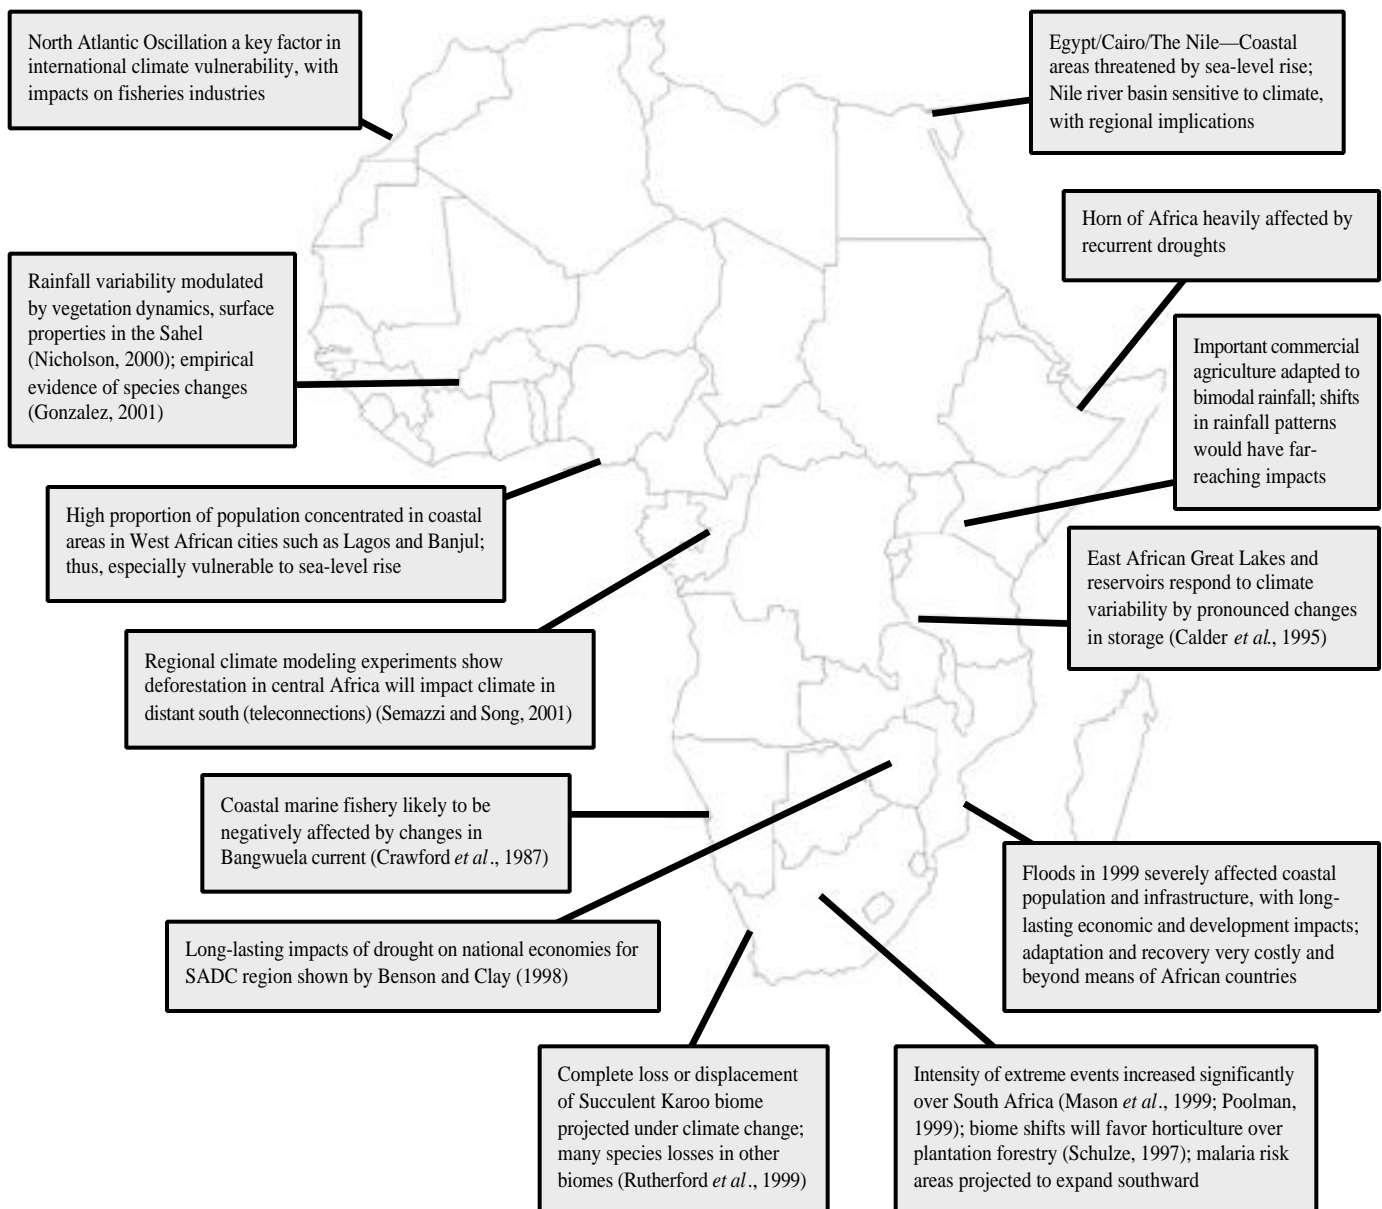 North Atlantic Oscillation a key factor in
international climate vulnerability, with
impacts on fisheries industries
Egypt/Cairo/The Nile—Coastal
areas threatened by sea-level rise;
Nile river basin sensitive to climate,
with regional implications
Horn of Africa heavily affected by
recurrent droughts
Rainfall variability modulated
by vegetation dynamics, surface
properties in the Sahel
(Nicholson, 2000); empirical
evidence of species changes
(Gonzalez, 2001)
Important commercial
agriculture adapted to
bimodal rainfall; shifts
in rainfall patterns
would have far-
reaching impacts
High proportion of population concentrated in coastal
areas in West African cities such as Lagos and Banjul;
thus, especially vulnerable to sea-level rise
East African Great Lakes and
reservoirs respond to climate
variability by pronounced changes
in storage (Calder et al., 1995)
Regional climate modeling experiments show
deforestation in central Africa will impact climate in
distant south (teleconnections) (Semazzi and Song, 2001)
Coastal marine fishery likely to be
negatively affected by changes in
Bangwuela current (Crawford et al., 1987)
Floods in 1999 severely affected coastal
population and infrastructure, with long-
lasting economic and development impacts;
adaptation and recovery very costly and
beyond means of African countries
Long-lasting impacts of drought on national economies for
SADC region shown by Benson and Clay (1998)
Complete loss or displacement
of Succulent Karoo biome
projected under climate change;
many species losses in other
biomes (Rutherford et al., 1999)
Intensity of extreme events increased significantly
over South Africa (Mason et al., 1999; Poolman,
1999); biome shifts will favor horticulture over
plantation forestry (Schulze, 1997); malaria risk
areas projected to expand southward